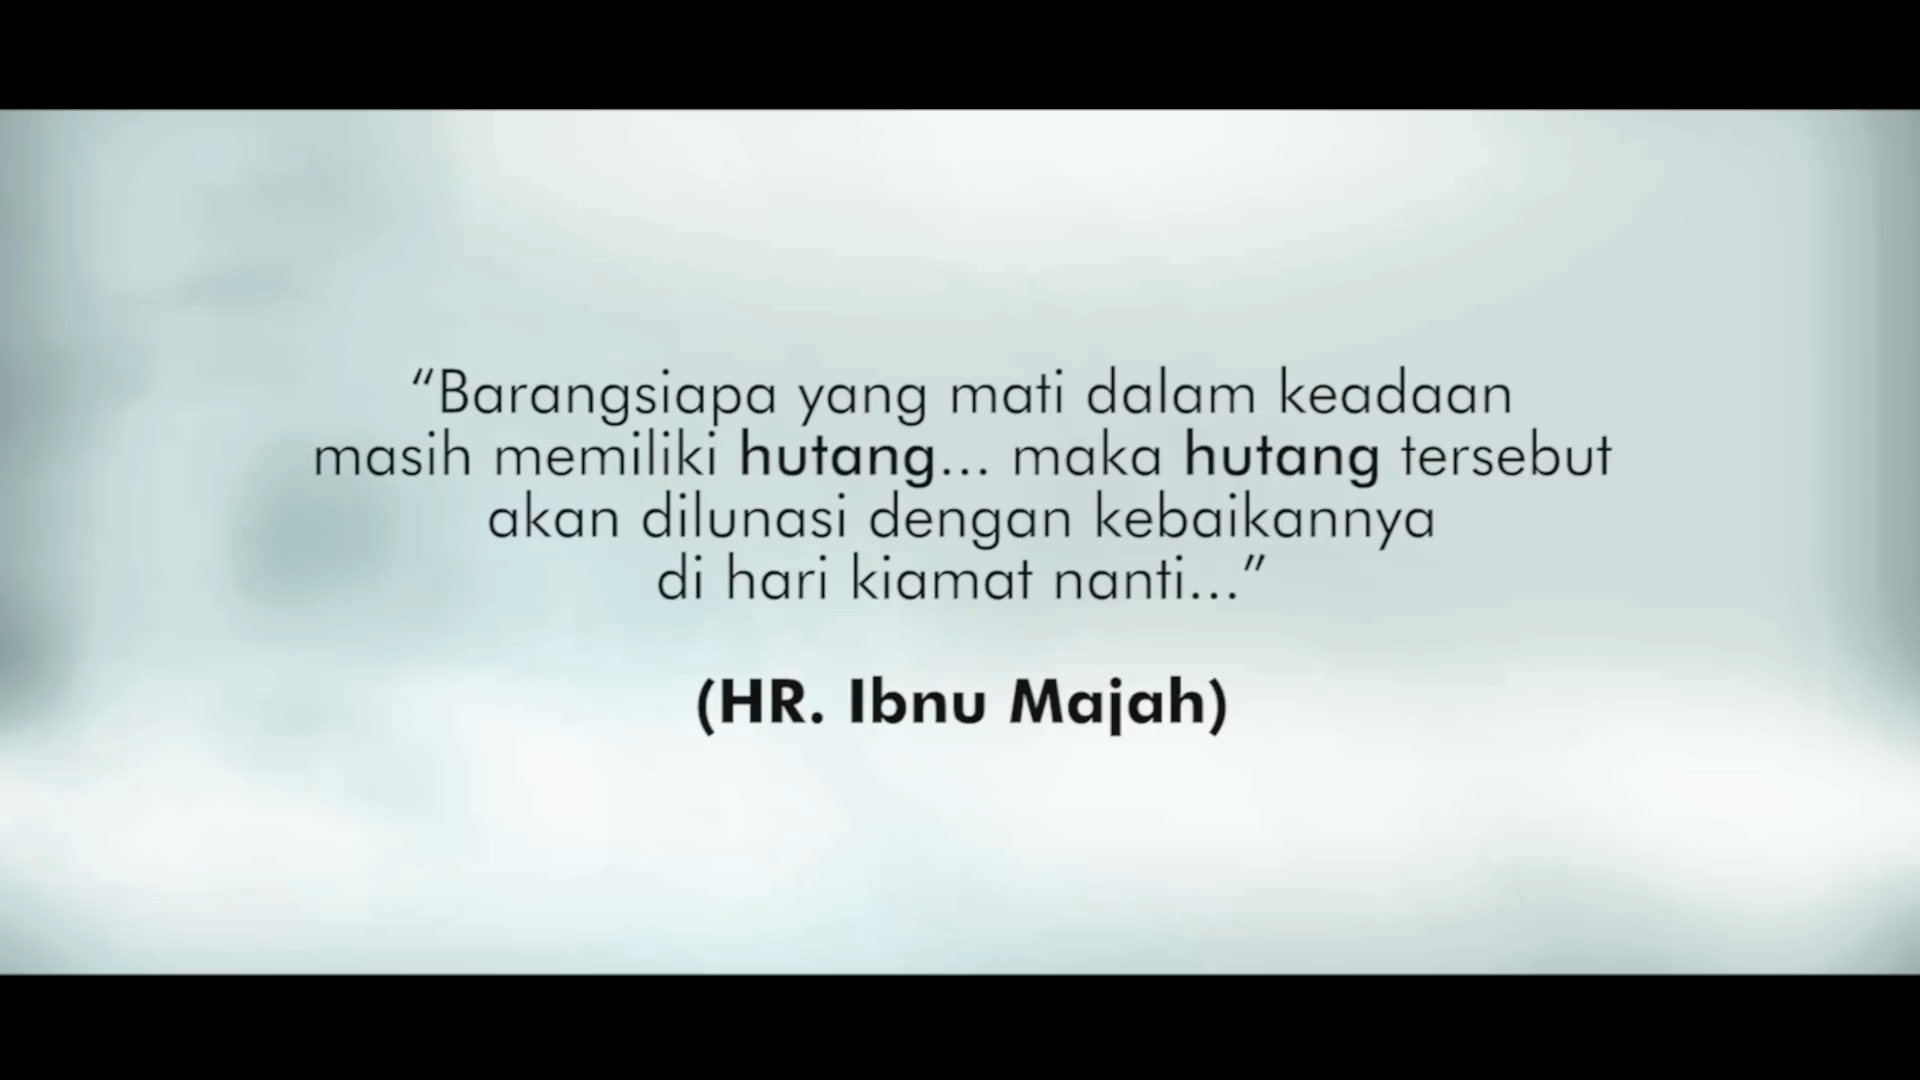 “Barangsiapa yang mati dalam keadaan
masih memiliki hutang... maka hutang tersebut
akan dilunasi dengan kebaikannya
di hari kiamat nanti...”
(HR. Ibnu Majah)